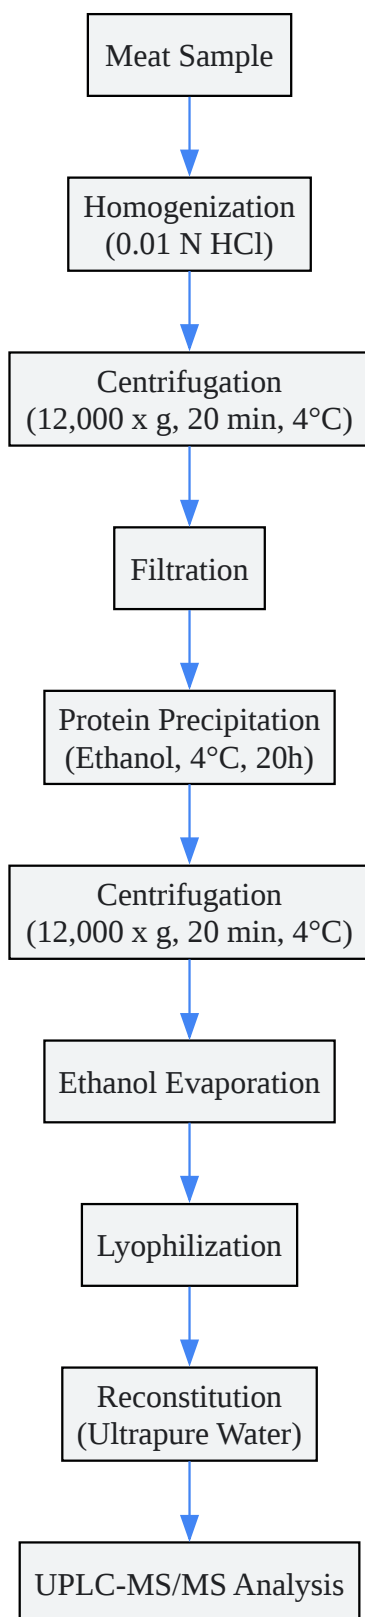 Meat Sample
Homogenization
(0.01 N HCl)
Centrifugation
(12,000 x g, 20 min, 4°C)
Filtration
Protein Precipitation
(Ethanol, 4°C, 20h)
Centrifugation
(12,000 x g, 20 min, 4°C)
Ethanol Evaporation
Lyophilization
Reconstitution
(Ultrapure Water)
UPLC-MS/MS Analysis